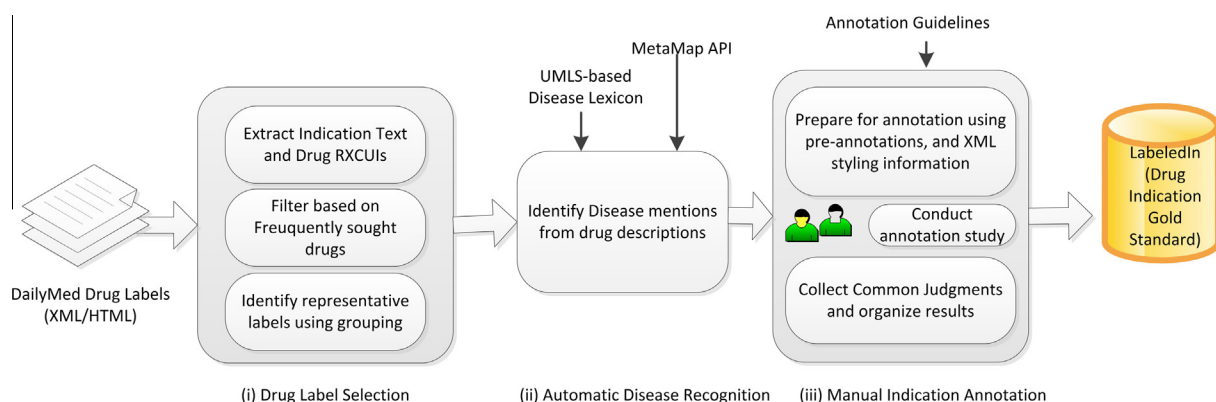 Annotation Guidelines
MetaMap API
UMLS-based
Disease Lexicon
Extract Indication Text
and Drug RXCUIs
Filter based on
Freuquently sought
drugs
Identify representative
labels using grouping
Identify Disease mentions
from drug descriptions
Prepare for annotation using
pre-annotations, and XML
styling information
Conduct
annotation study
Collect Common Judgments
and organize results
LabeledIn
(Drug
Indication
Gold
Standard)
DailyMed Drug Labels
(XML/HTML)
(i) Drug Label Selection
(ii) Automatic Disease Recognition
(iii) Manual Indication Annotation